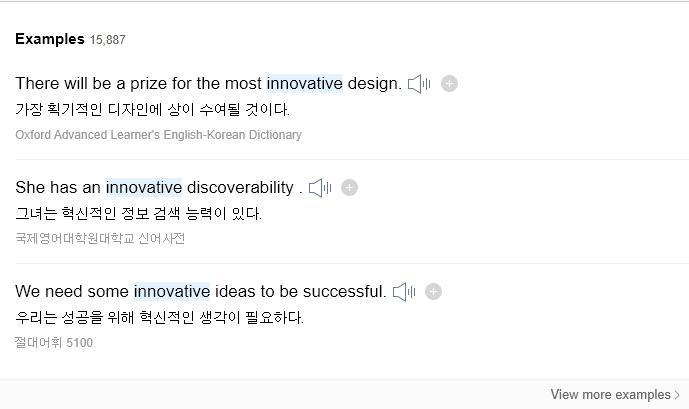 Examples 15,887
There will be a prize for the most innovative design.
가장 획기적인 디자인에 상이 수여될 것이다.
Oxford Advanced Learner's English-Korean Dictionary
She has an innovative discoverability .
그녀는 혁신적인 정보 검색 능력이 있다.
국제영어대학원대학교 신어사전
We need some innovative ideas to be successful.
우리는 성공을 위해 혁신적인 생각이 필요하다.
절대어휘 5100
View more examples